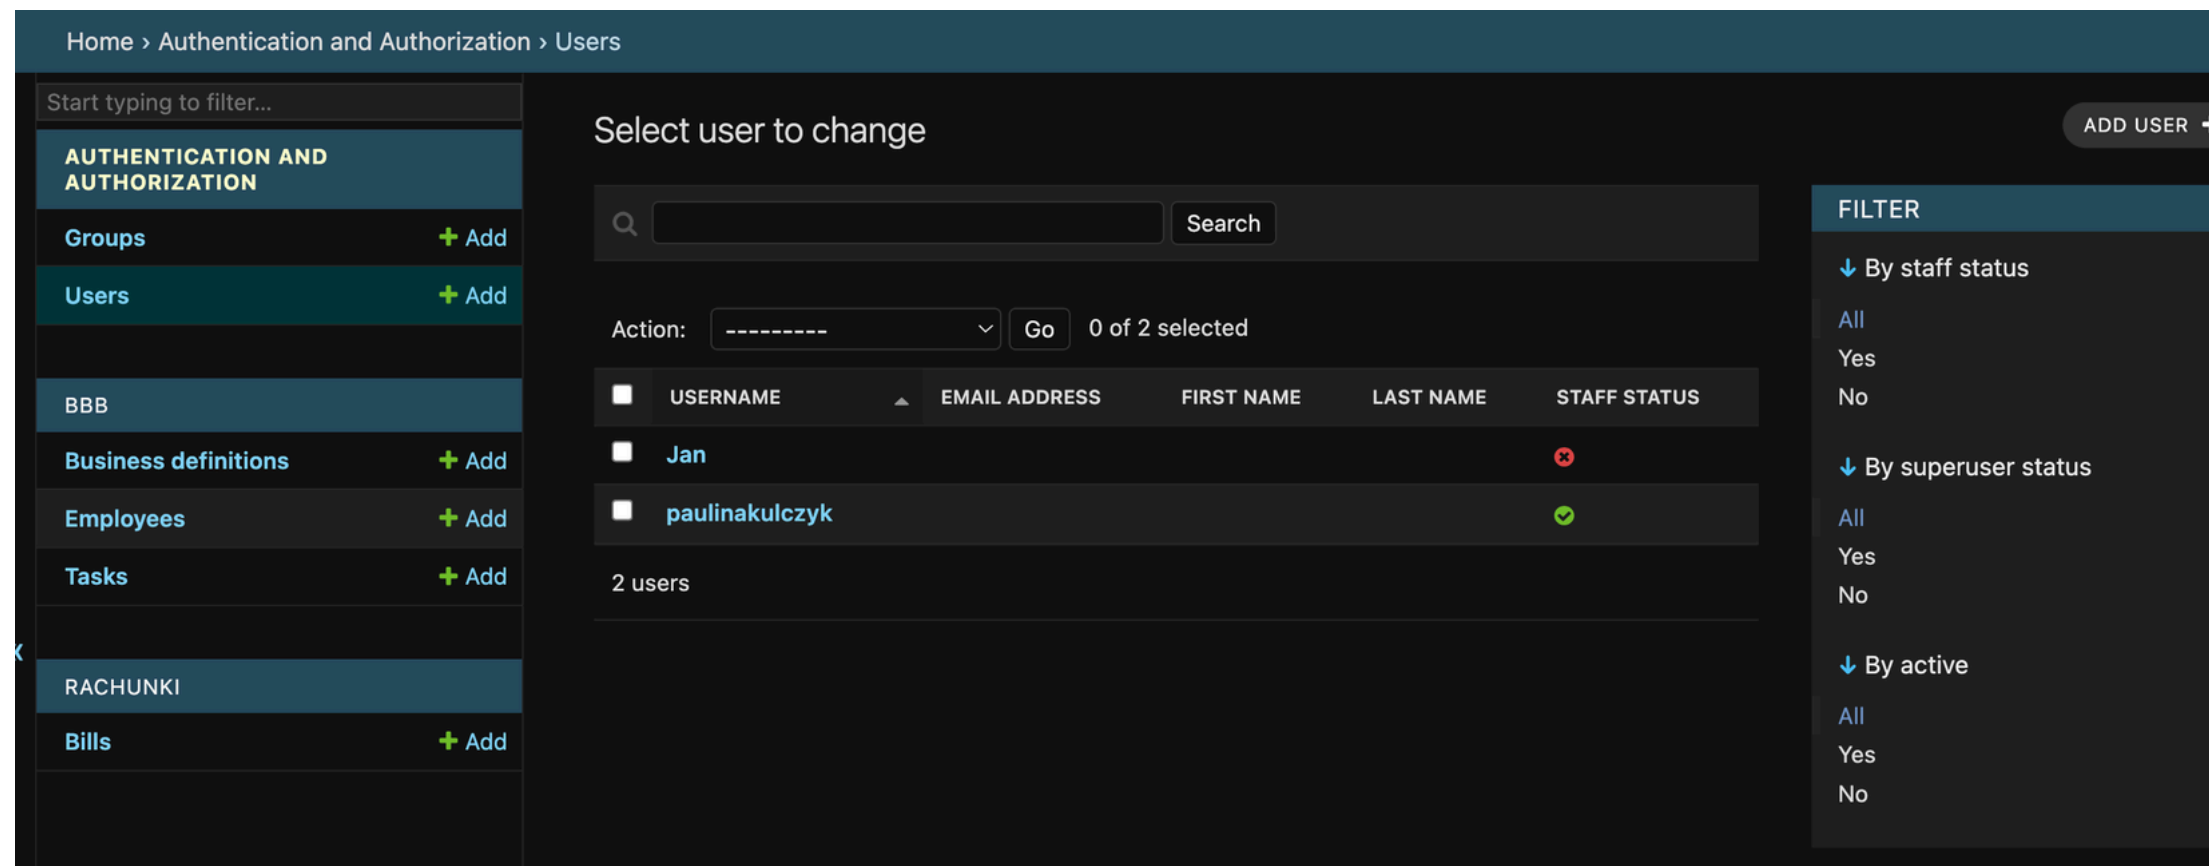 Home › Authentication and Authorization › Users
Start typing to filter...
AUTHENTICATION AND
AUTHORIZATION
Groups + Add
Users + Add
BBB
Business definitions + Add
Employees + Add
Tasks + Add
RACHUNKI
Bills + Add
Select user to change
ADD USER +
Search
Action: --------- Go 0 of 2 selected
USERNAME EMAIL ADDRESS FIRST NAME LAST NAME STAFF STATUS
Jan
paulinakulczyk
2 users
FILTER
↓ By staff status
All
Yes
No
↓ By superuser status
All
Yes
No
↓ By active
All
Yes
No